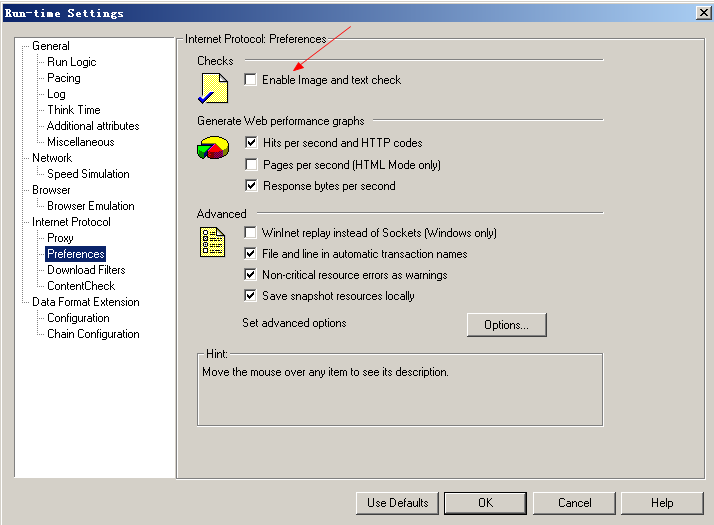 Run-time Settings
General
Run Logic
Pacing
Log
Think Time
Additional attributes
Miscellaneous
Network
Speed Simulation
Browser
Browser Emulation
Internet Protocol
Proxy
Preferences
Download Filters
ContentCheck
Data Format Extension
Configuration
Chain Configuration
Internet Protocol: Preferences
Checks
Enable Image and text check
Generate Web performance graphs
Hits per second and HTTP codes
Pages per second (HTML Mode only)
Response bytes per second
Advanced
WinInet replay instead of Sockets (Windows only)
File and line in automatic transaction names
Non-critical resource errors as warnings
Save snapshot resources locally
Set advanced options
Options...
Hint:
Move the mouse over any item to see its description.
Use Defaults
OK
Cancel
Help